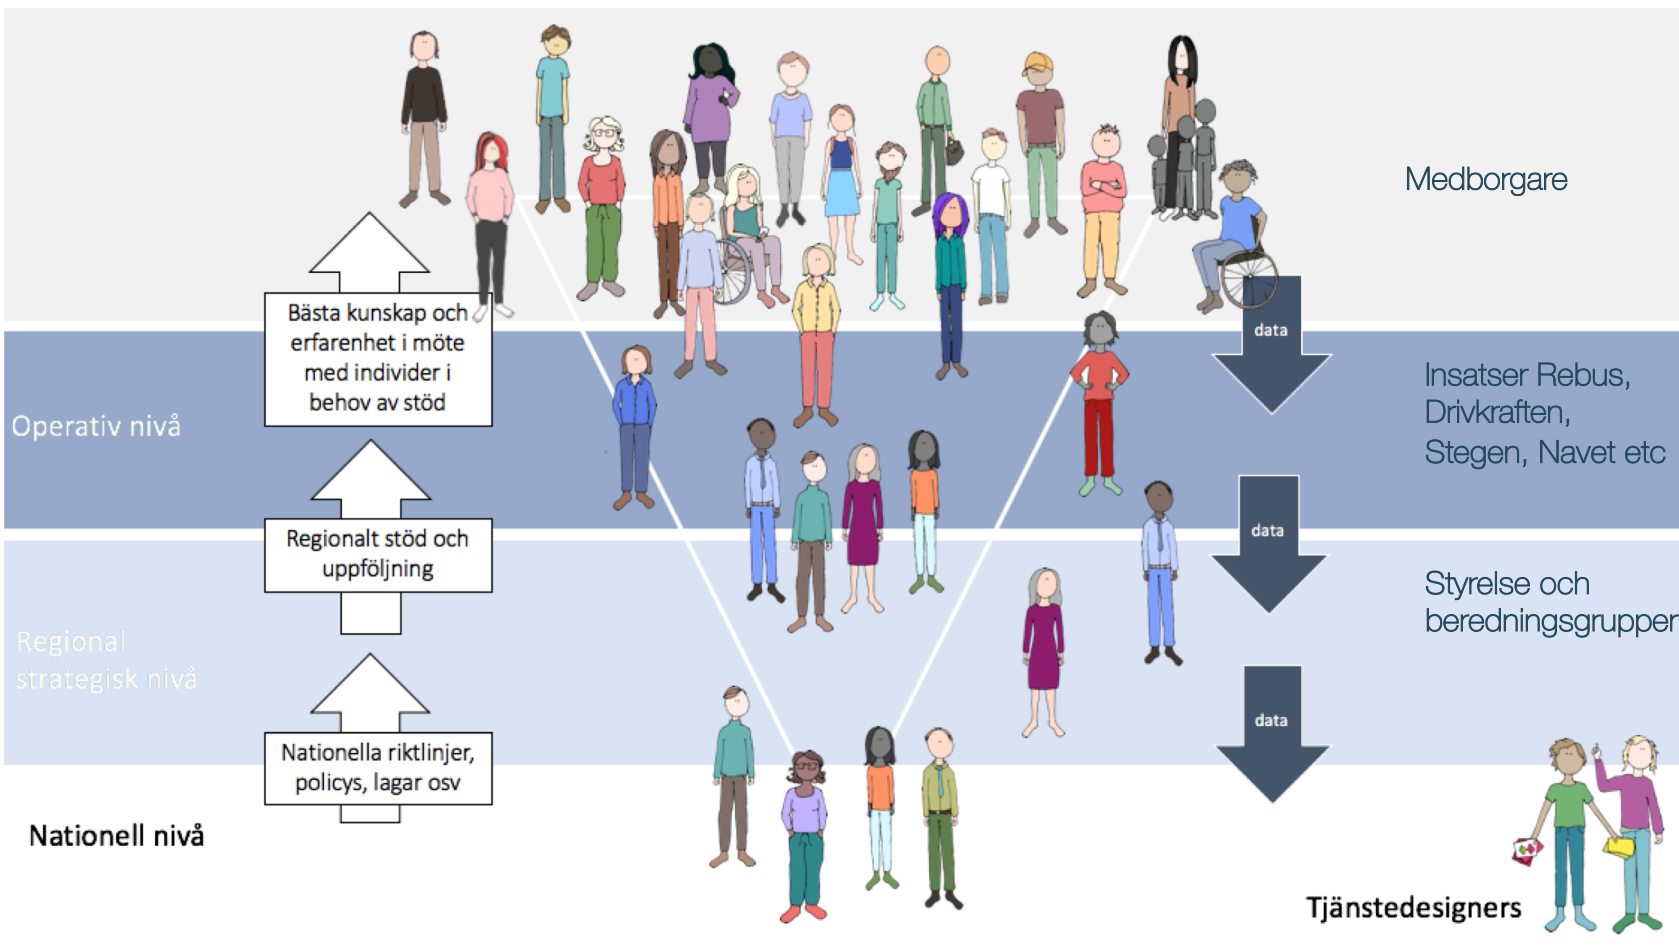 Medborgare
Bästa kunskap och
erfarenhet i möte
med individer i
behov av stöd
data
Operativ nivå
Insatser Rebus,
Drivkraften,
Stegen, Navet etc
Regionalt stöd och
uppföljning
data
Regional
strategisk nivå
Styrelse och
beredningsgrupper
Nationella riktlinjer,
policys, lagar osv
data
Nationell nivå
Tjänstedesigners